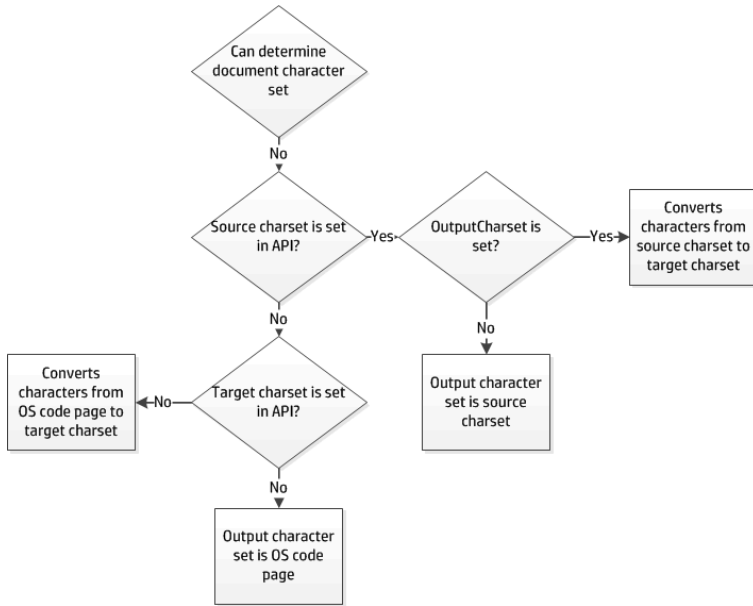 Can determine
document character
set
No
Source charset is set
in API?
Yes
OutputCharset is
set?
Yes
Converts
characters from
source charset to
target charset
No
No
Converts
characters from
OS code page to
target charset
No
Target charset is set
in API?
Output character
set is source
charset
No
Output character
set is OS code
page